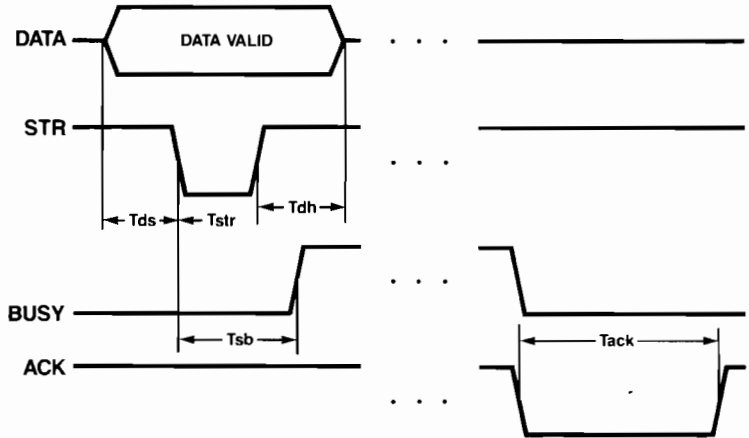 DATA
DATA VALID
. . .
STR
. . .
Tds
Tstr
Tdh
BUSY
. . .
Tsb
Tack
ACK
. . .